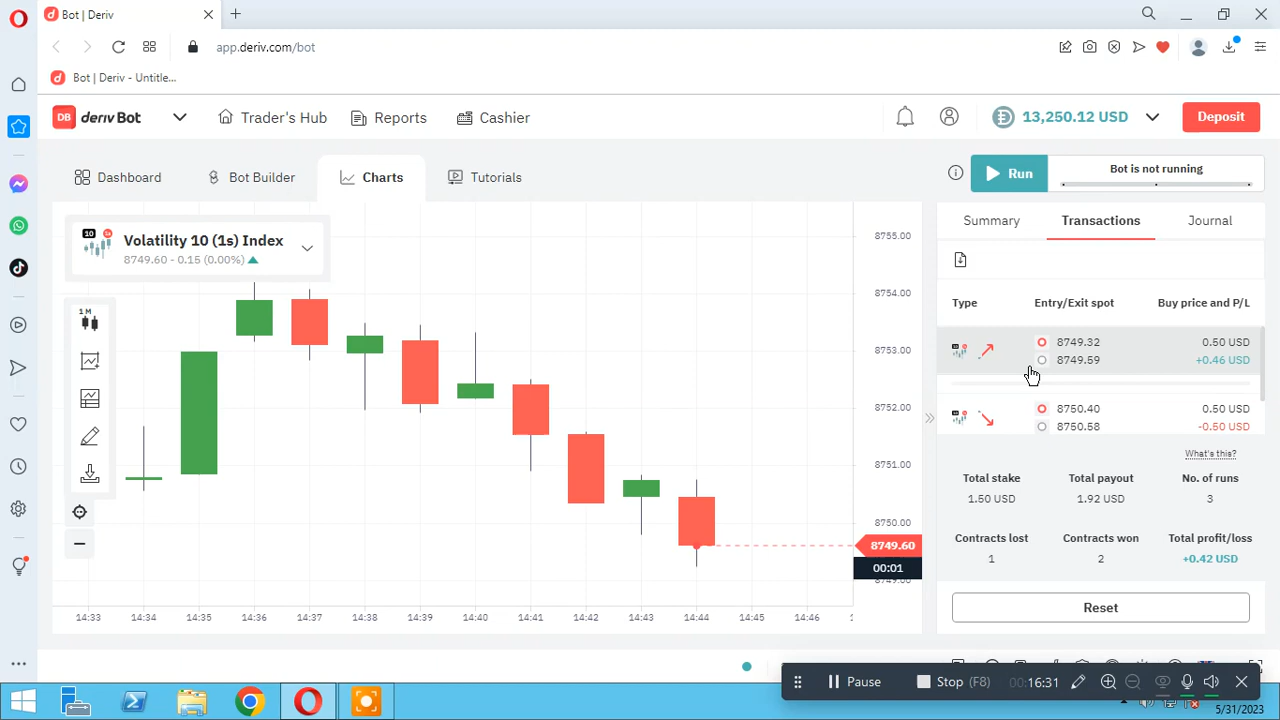 Bot | Deriv
app.deriv.com/bot
Bot | Deriv - Untitle...
DB deriv Bot
Trader's Hub
Reports
Cashier
13,250.12 USD
Deposit
Dashboard
Bot Builder
Charts
Tutorials
Run
Bot is not running
10 1s
Volatility 10 (1s) Index
8749.60 - 0.15 (0.00%)
1 M
Summary
Transactions
Journal
Type
Entry/Exit spot
Buy price and P/L
8749.32
0.50 USD
8749.59
+0.46 USD
8750.40
0.50 USD
8750.58
-0.50 USD
What's this?
Total stake
Total payout
No. of runs
1.50 USD
1.92 USD
3
Contracts lost
Contracts won
Total profit/loss
1
2
+0.42 USD
Reset
8755.00
8754.00
8753.00
8752.00
8751.00
8750.00
8749.60
00:01
8749.00
14:33
14:34
14:35
14:36
14:37
14:38
14:39
14:40
14:41
14:42
14:43
14:44
14:45
14:46
Pause
Stop (F8)
00:16:31
5/31/2023